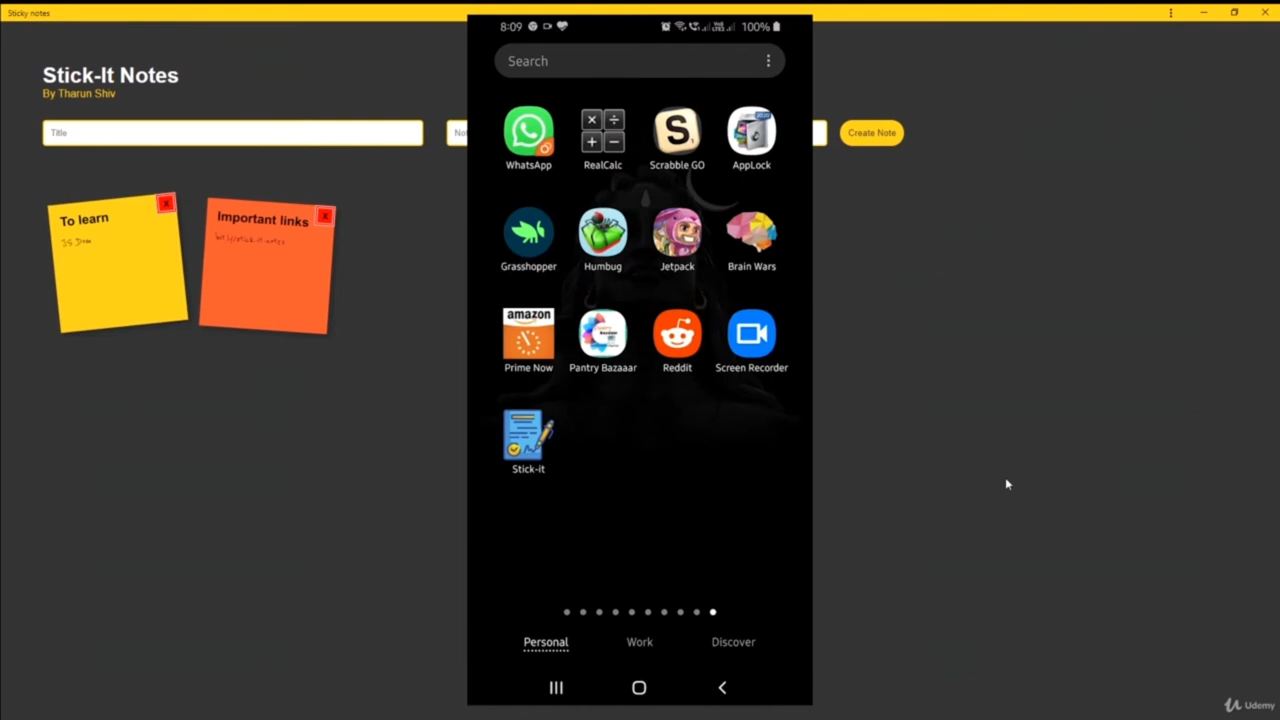 Sticky notes
Stick-It Notes
By Tharun Shiv
Title
Create Note
To learn
JS Dom
Important links
8:09
100%
Search
WhatsApp
RealCalc
S
Scrabble GO
AppLock
Grasshopper
Humbug
Jetpack
Brain Wars
amazon
Prime Now
Pantry Bazaaar
Reddit
Screen Recorder
Stick-it
Personal
Work
Discover
Udemy